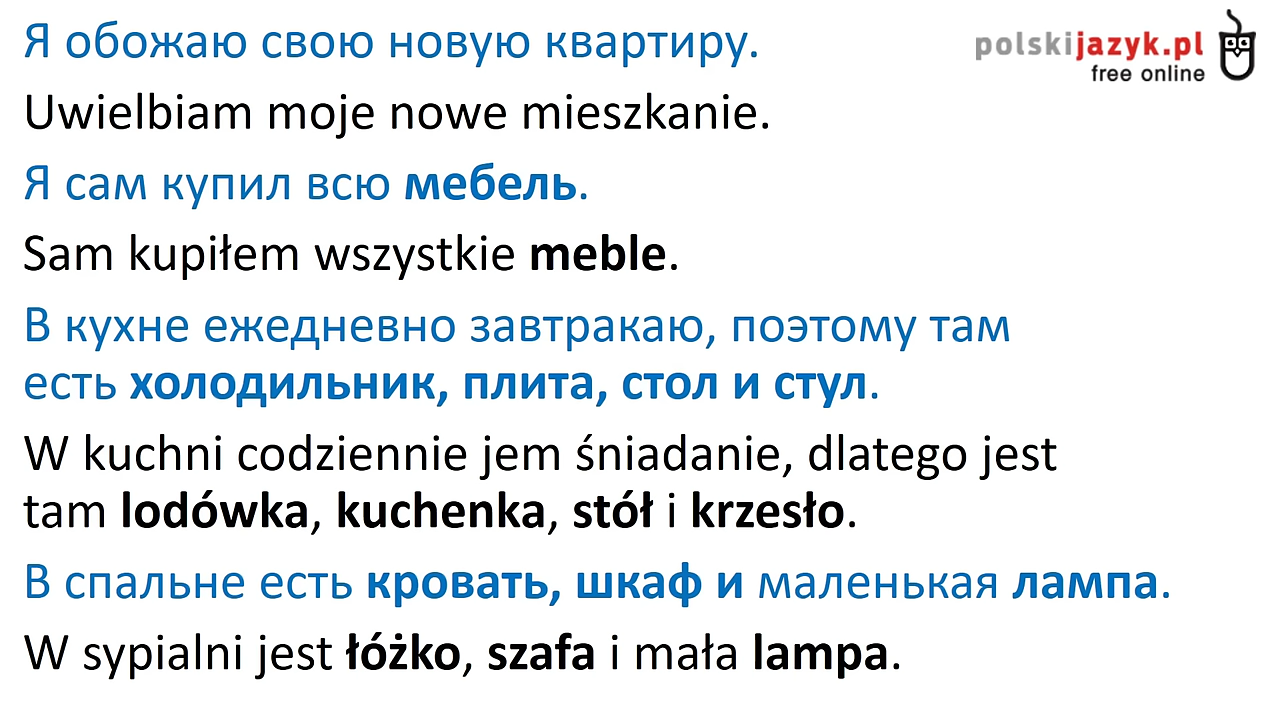 Я обожаю свою новую квартиру.
polskijazyk.pl
free online
Uwielbiam moje nowe mieszkanie.
Я сам купил всю мебель.
Sam kupiłem wszystkie meble.
В кухне ежедневно завтракаю, поэтому там
есть холодильник, плита, стол и стул.
W kuchni codziennie jem śniadanie, dlatego jest
tam lodówka, kuchenka, stół i krzesło.
В спальне есть кровать, шкаф и маленькая лампа.
W sypialni jest łóżko, szafa i mała lampa.